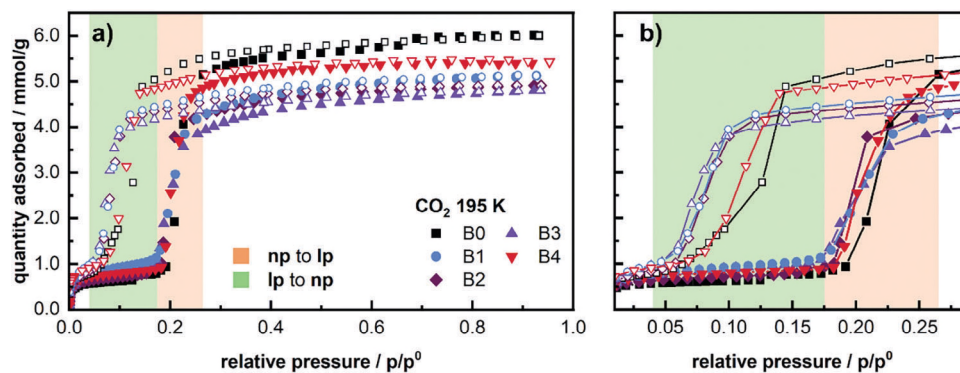 a)
b)
quantity adsorbed / mmol/g
6.0
5.0
4.0
3.0
2.0
1.0
0.0
CO2 195 K
B0 B3
B1 B4
B2
np to lp
lp to np
0.0 0.2 0.4 0.6 0.8 1.0
relative pressure / p/p⁰
0.05 0.10 0.15 0.20 0.25
relative pressure / p/p⁰